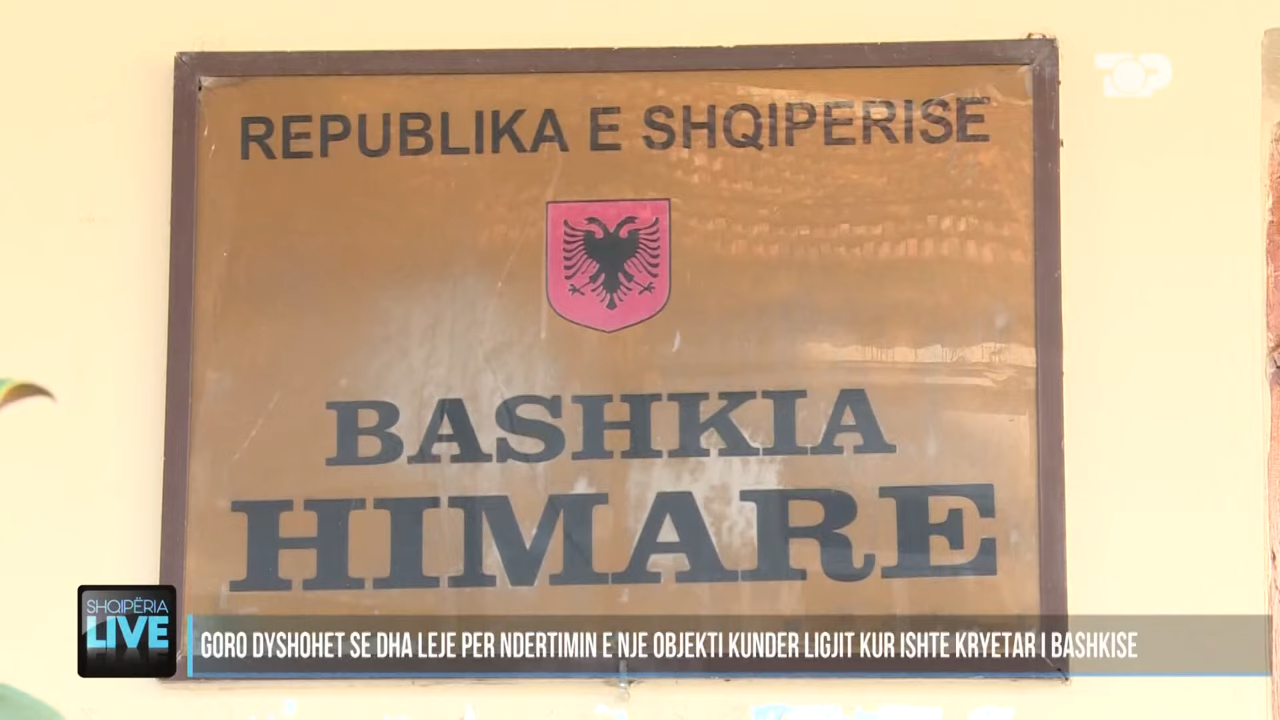 TOP
REPUBLIKA E SHQIPERISE
BASHKIA
HIMARE
SHQIPËRIA
LIVE
GORO DYSHOHET SE DHA LEJE PER NDERTIMIN E NJE OBJEKTI KUNDER LIGJIT KUR ISHTE KRYETAR I BASHKISE